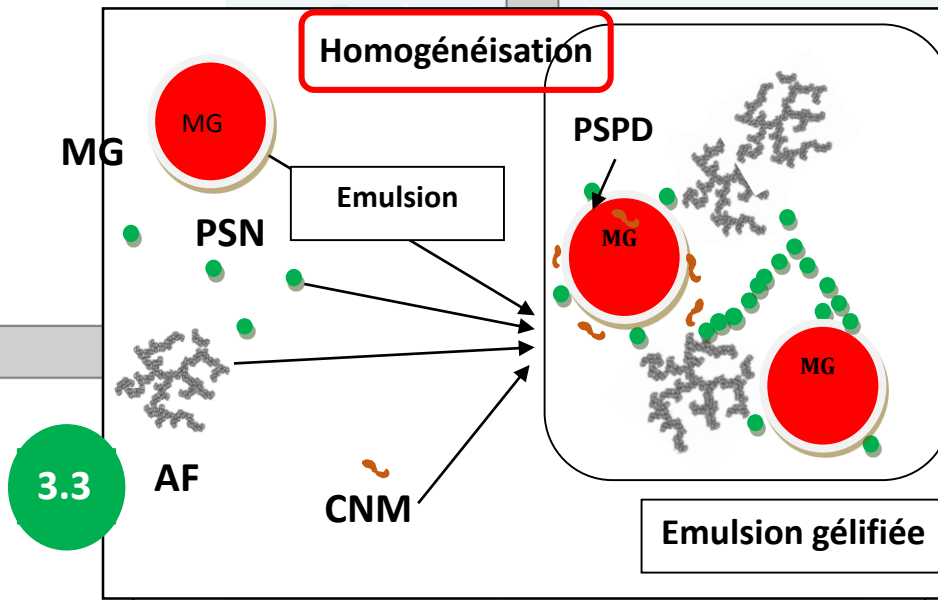 Homogénéisation
MG
MG
Emulsion
PSN
AF
3.3
CNM
PSPD
MG
MG
Emulsion gélifiée